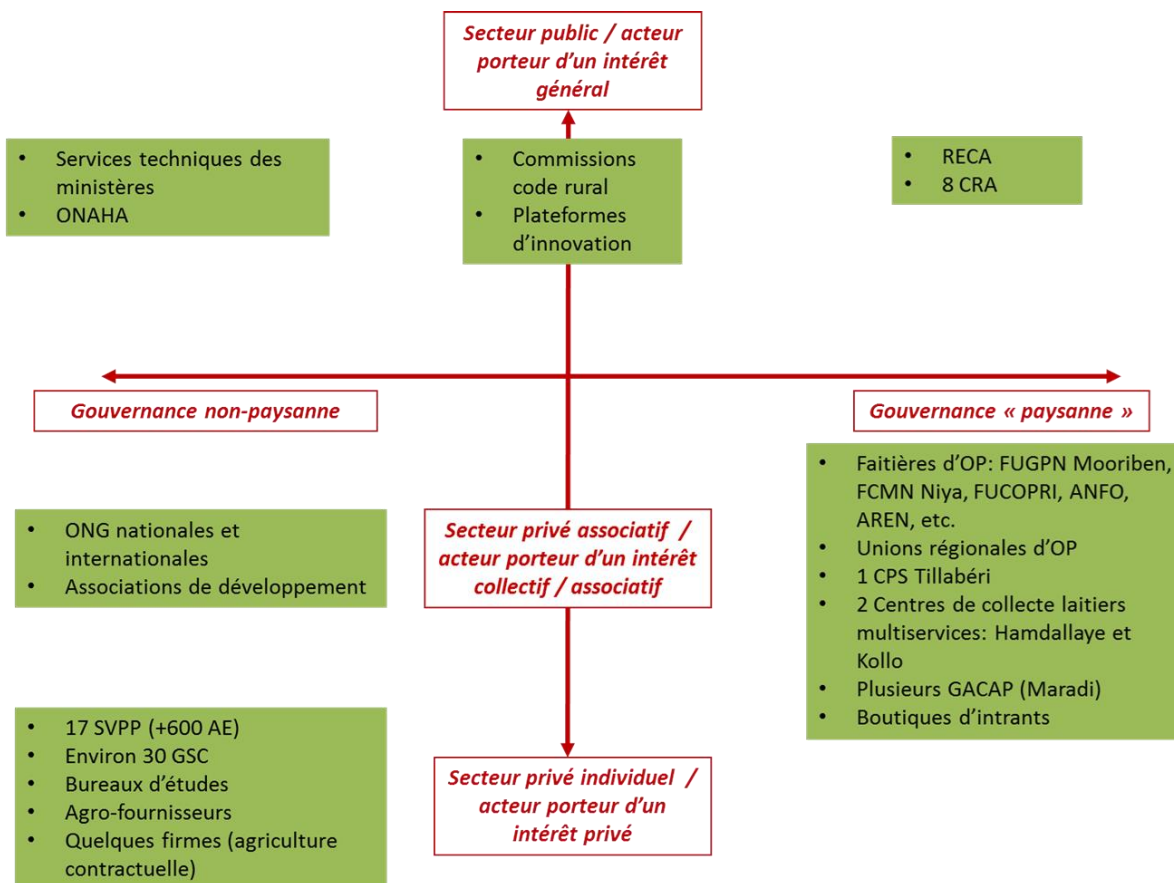 Secteur public / acteur
porteur d'un intérêt
général
• Services techniques des
ministères
• ONAHA
• Commissions
code rural
• Plateformes
d'innovation
• RECA
• 8 CRA
Gouvernance non-paysanne
Gouvernance « paysanne »
• ONG nationales et
internationales
• Associations de développement
Secteur privé associatif /
acteur porteur d'un intérêt
collectif / associatif
• Faitières d'OP: FUGPN Mooriben,
FCMN Niya, FUCOPRI, ANFO,
AREN, etc.
• Unions régionales d'OP
• 1 CPS Tillabéri
• 2 Centres de collecte laitiers
multiservices: Hamdallaye et
Kollo
• Plusieurs GACAP (Maradi)
• Boutiques d'intrants
• 17 SVPP (+600 AE)
• Environ 30 GSC
• Bureaux d'études
• Agro-fournisseurs
• Quelques firmes (agriculture
contractuelle)
Secteur privé individuel /
acteur porteur d'un
intérêt privé